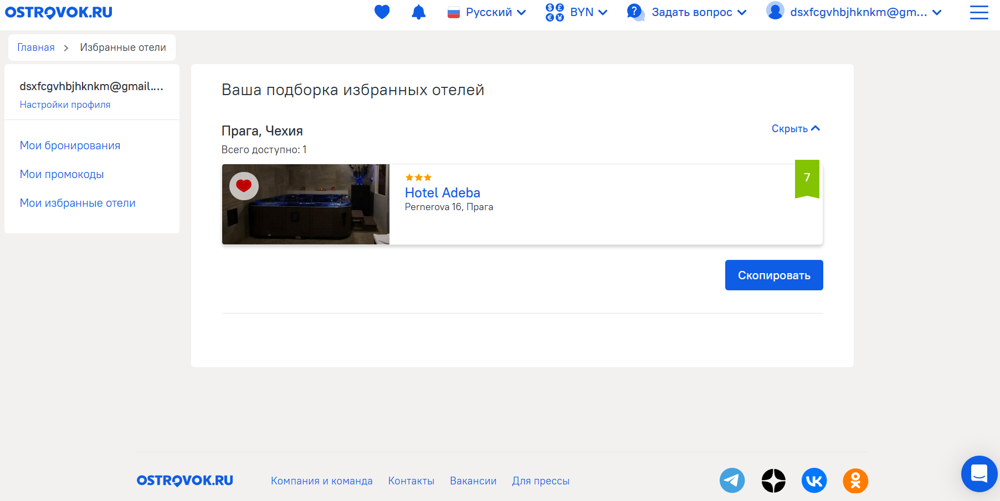 OSTROVOK.RU
Русский
BYN
Задать вопрос
dsxfcgvhbjhknkm@gm...
Главная
Избранные отели
dsxfcgvhbjhknkm@gmail....
Настройки профиля
Мои бронирования
Мои промокоды
Мои избранные отели
Ваша подборка избранных отелей
Прага, Чехия
Скрыть
Всего доступно: 1
7
Hotel Adeba
Pernerova 16, Прага
Скопировать
OSTROVOK.RU
Компания и команда
Контакты
Вакансии
Для прессы